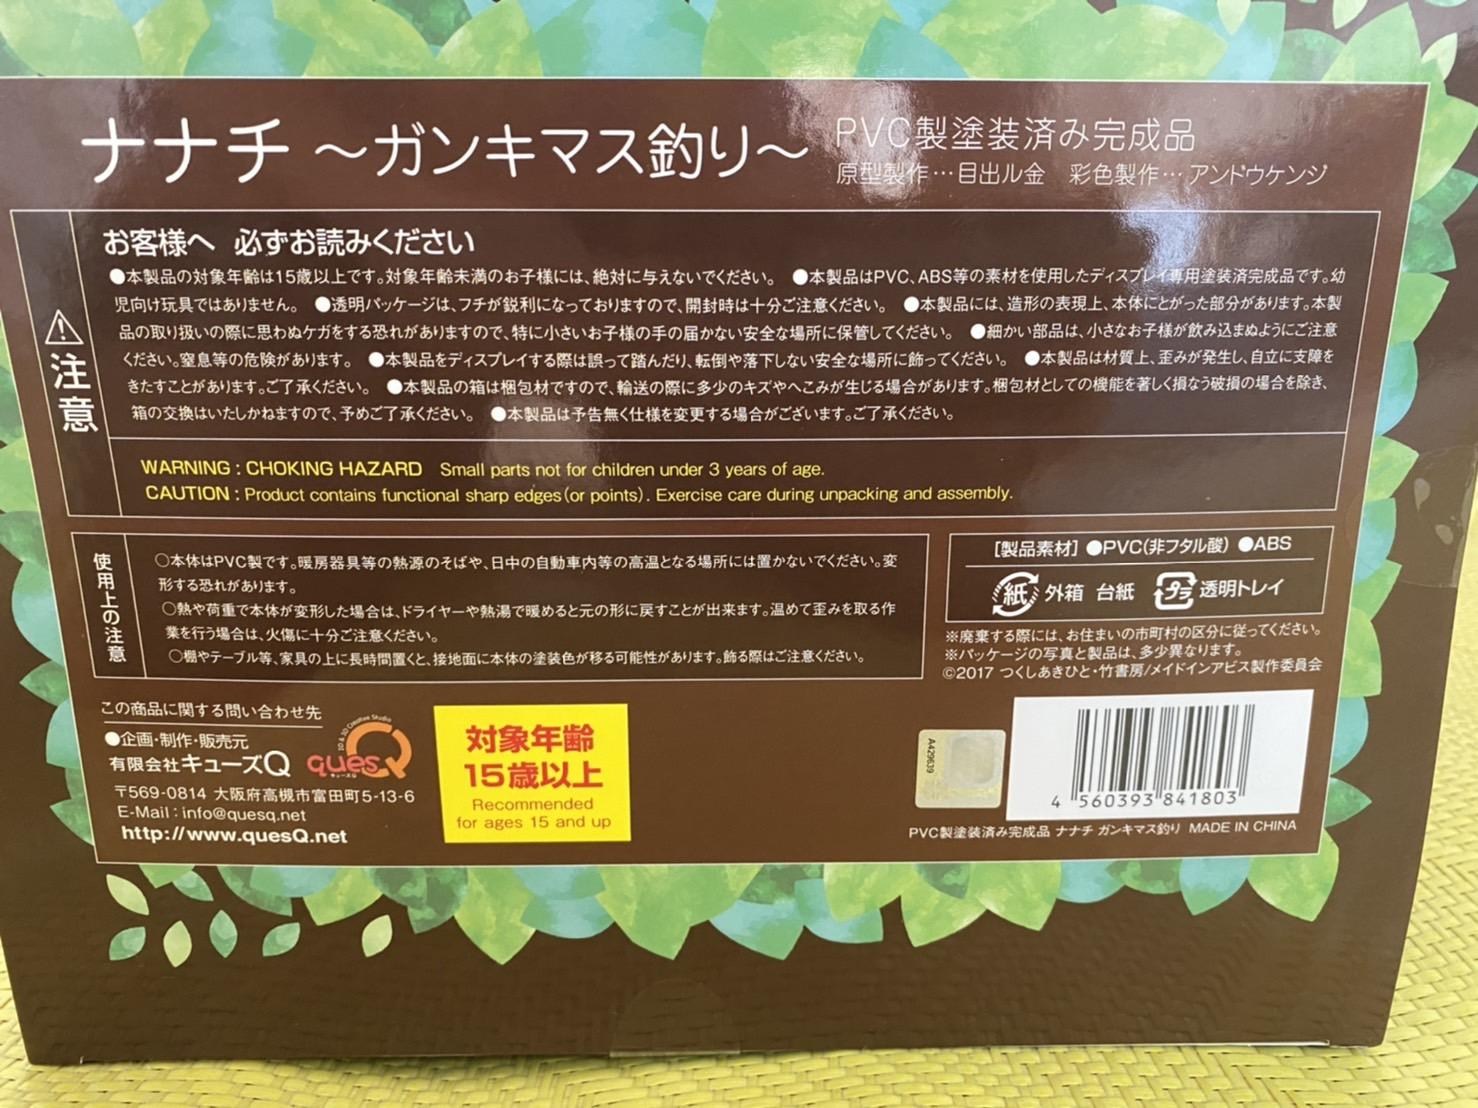 ナナチ ～ガンキマス釣り～ PVC製塗装済み完成品
原型製作…目出ル金 彩色製作…アンドウケンジ
注意
お客様へ 必ずお読みください
●本製品の対象年齢は15歳以上です。対象年齢未満のお子様には、絶対に与えないでください。 ●本製品はPVC、ABS等の素材を使用したディスプレイ専用塗装済完成品です。幼
児向け玩具ではありません。 ●透明パッケージは、フチが鋭利になっておりますので、開封時は十分ご注意ください。 ●本製品には、造形の表現上、本体にとがった部分があります。本製
品の取り扱いの際に思わぬケガをする恐れがありますので、特に小さいお子様の手の届かない安全な場所に保管してください。 ●細かい部品は、小さなお子様が飲み込まぬようにご注意
ください。窒息等の危険があります。 ●本製品をディスプレイする際は誤って踏んだり、転倒や落下しない安全な場所に飾ってください。 ●本製品は材質上、歪みが発生し、自立に支障を
きたすことがあります。ご了承ください。 ●本製品の箱は梱包材ですので、輸送の際に多少のキズやへこみが生じる場合があります。梱包材としての機能を著しく損なう破損の場合を除き、
箱の交換はいたしかねますので、予めご了承ください。 ●本製品は予告無く仕様を変更する場合がございます。ご了承ください。
WARNING : CHOKING HAZARD Small parts not for children under 3 years of age.
CAUTION : Product contains functional sharp edges (or points). Exercise care during unpacking and assembly.
使用上の注意
○本体はPVC製です。暖房器具等の熱源のそばや、日中の自動車内等の高温となる場所には置かないでください。変
形する恐れがあります。
○熱や荷重で本体が変形した場合は、ドライヤーや熱湯で暖めると元の形に戻すことが出来ます。温めて歪みを取る作
業を行う場合は、火傷に十分ご注意ください。
○棚やテーブル等、家具の上に長時間置くと、接地面に本体の塗装色が移る可能性があります。飾る際はご注意ください。
[製品素材] ●PVC(非フタル酸) ●ABS
紙 外箱 台紙 プラ 透明トレイ
※廃棄する際には、お住まいの市町村の区分に従ってください。
※パッケージの写真と製品は、多少異なります。
©2017 つくしあきひと・竹書房/メイドインアビス製作委員会
この商品に関する問い合わせ先
●企画・制作・販売元
有限会社キューズQ
2D & 3D Creative Studio
quesQ
キューズQ
〒569-0814 大阪府高槻市富田町5-13-6
E-Mail : info@quesq.net
http://www.quesQ.net
対象年齢
15歳以上
Recommended
for ages 15 and up
A429639
4 560393 841803
PVC製塗装済み完成品 ナナチ ガンキマス釣り MADE IN CHINA